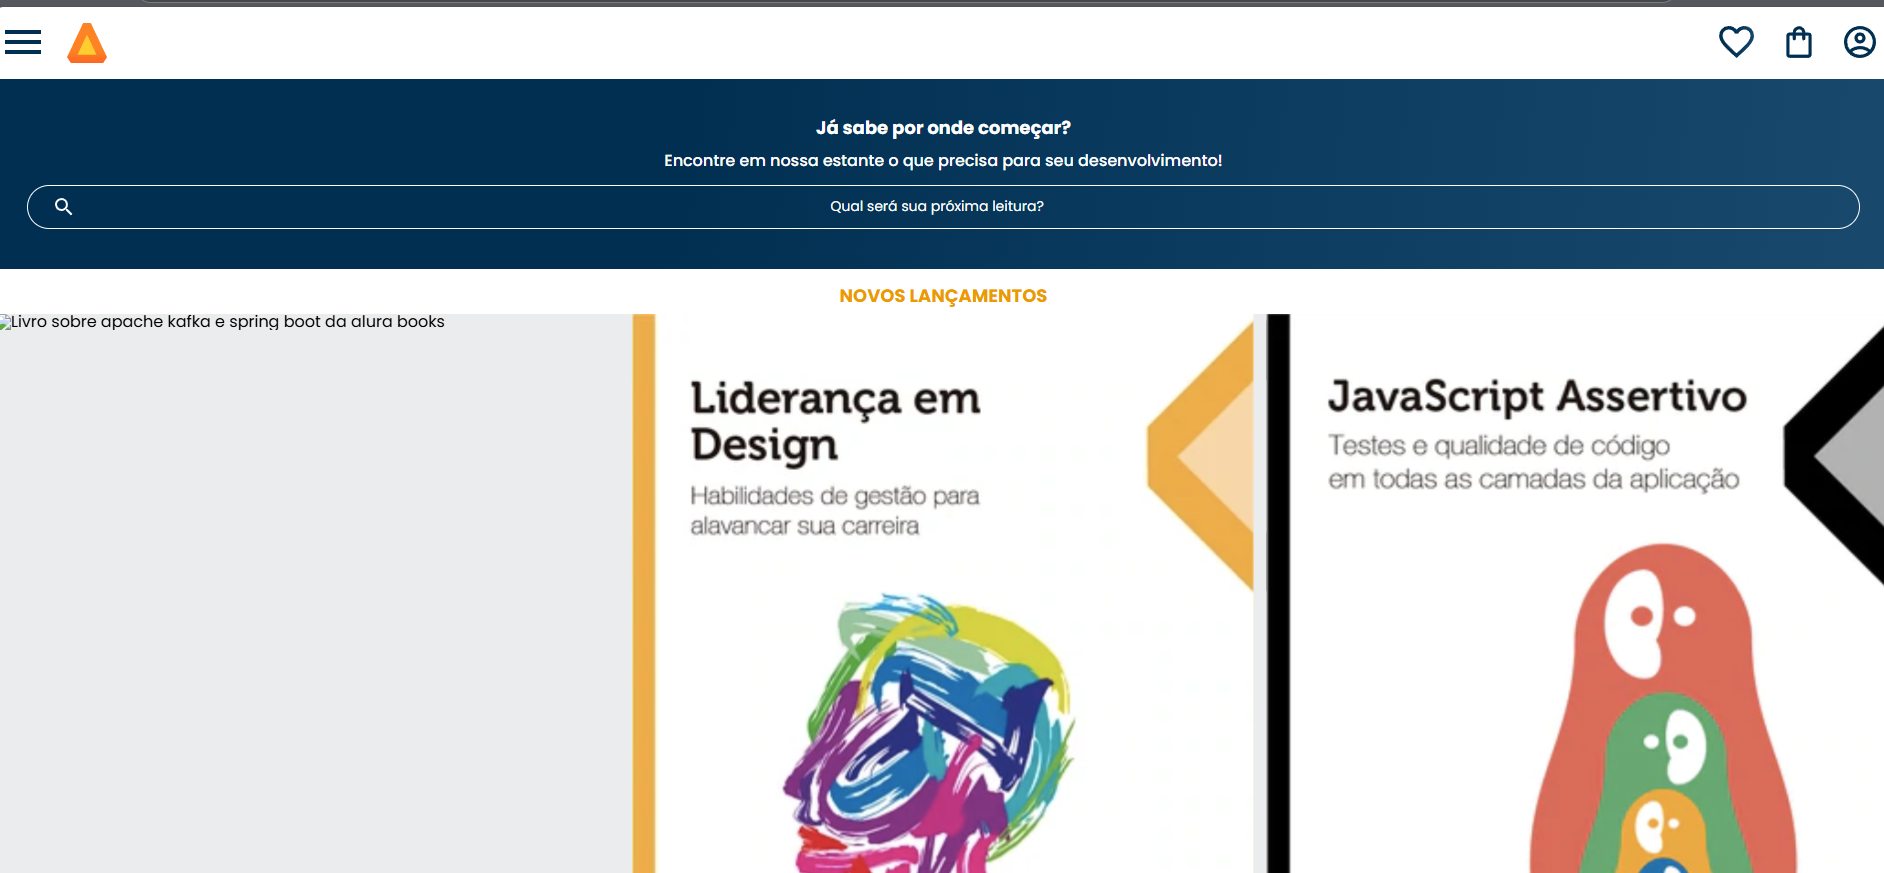 Já sabe por onde começar?
Encontre em nossa estante o que precisa para seu desenvolvimento!
Qual será sua próxima leitura?
NOVOS LANÇAMENTOS
Livro sobre apache kafka e spring boot da alura books
Liderança em
Design
Habilidades de gestão para
alavancar sua carreira
JavaScript Assertivo
Testes e qualidade de código
em todas as camadas da aplicação